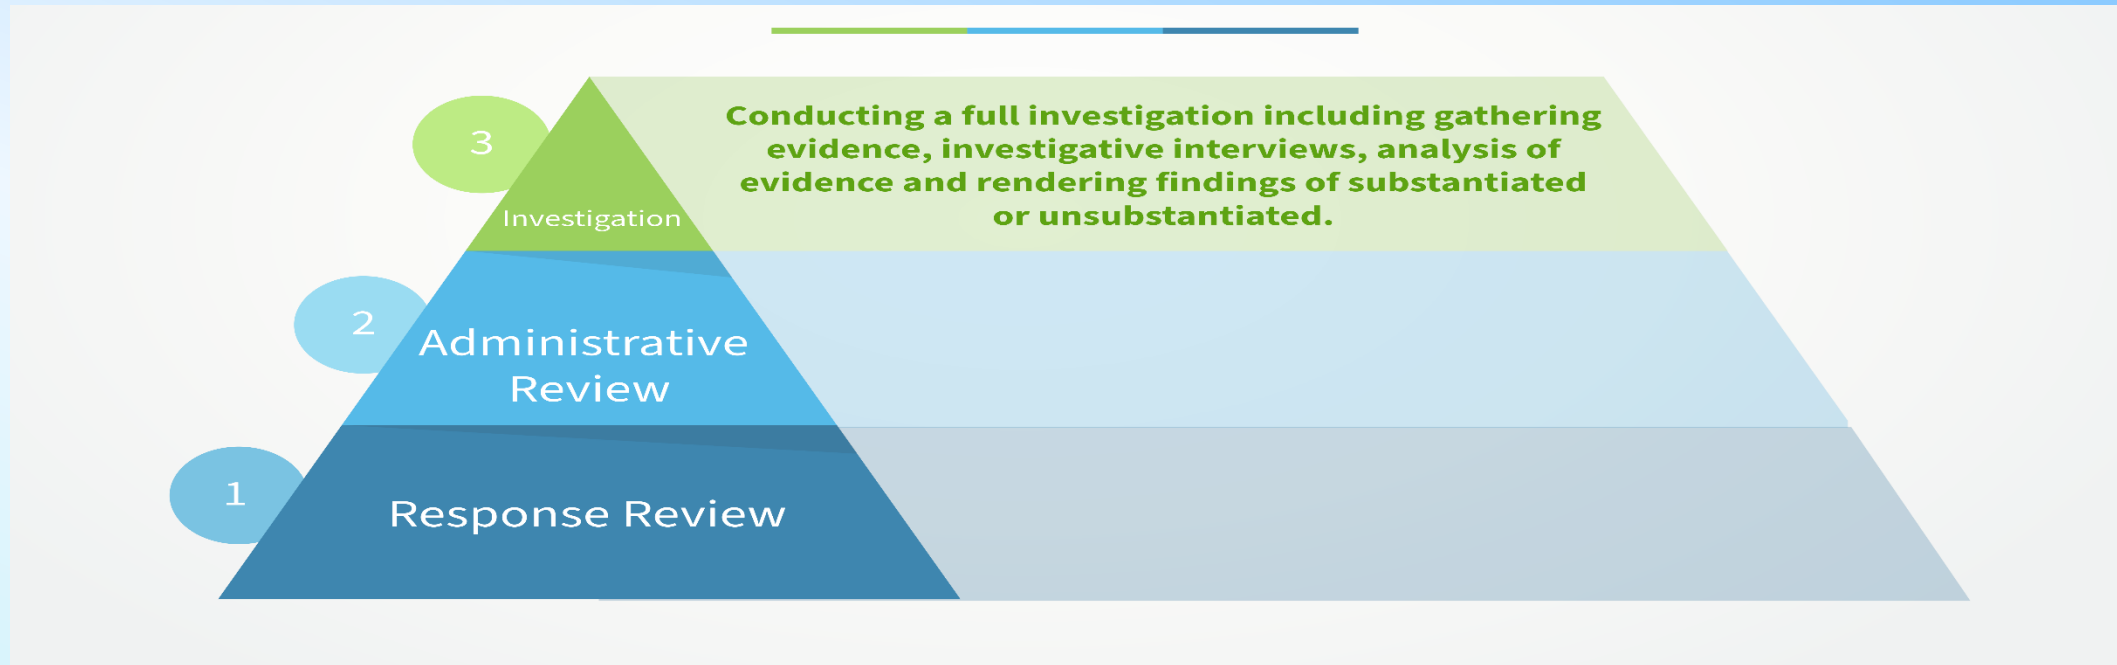 3
Conducting a full investigation including gathering
evidence, investigative interviews, analysis of
evidence and rendering findings of substantiated
or unsubstantiated.
Investigation
2
Administrative
Review
1
Response Review